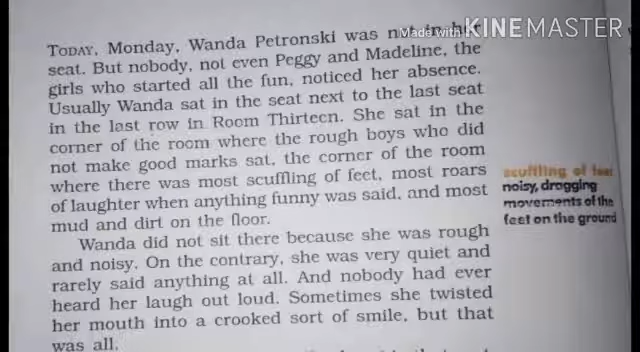 Made with KINEMASTER
TODAY, Monday, Wanda Petronski was not in her
seat. But nobody, not even Peggy and Madeline, the
girls who started all the fun, noticed her absence.
Usually Wanda sat in the seat next to the last seat
in the last row in Room Thirteen. She sat in the
corner of the room where the rough boys who did
not make good marks sat, the corner of the room
where there was most scuffling of feet, most roars
of laughter when anything funny was said, and most
mud and dirt on the floor.
scuffling of feet
noisy, dragging
movements of the
feet on the ground
Wanda did not sit there because she was rough
and noisy. On the contrary, she was very quiet and
rarely said anything at all. And nobody had ever
heard her laugh out loud. Sometimes she twisted
her mouth into a crooked sort of smile, but that
was all.